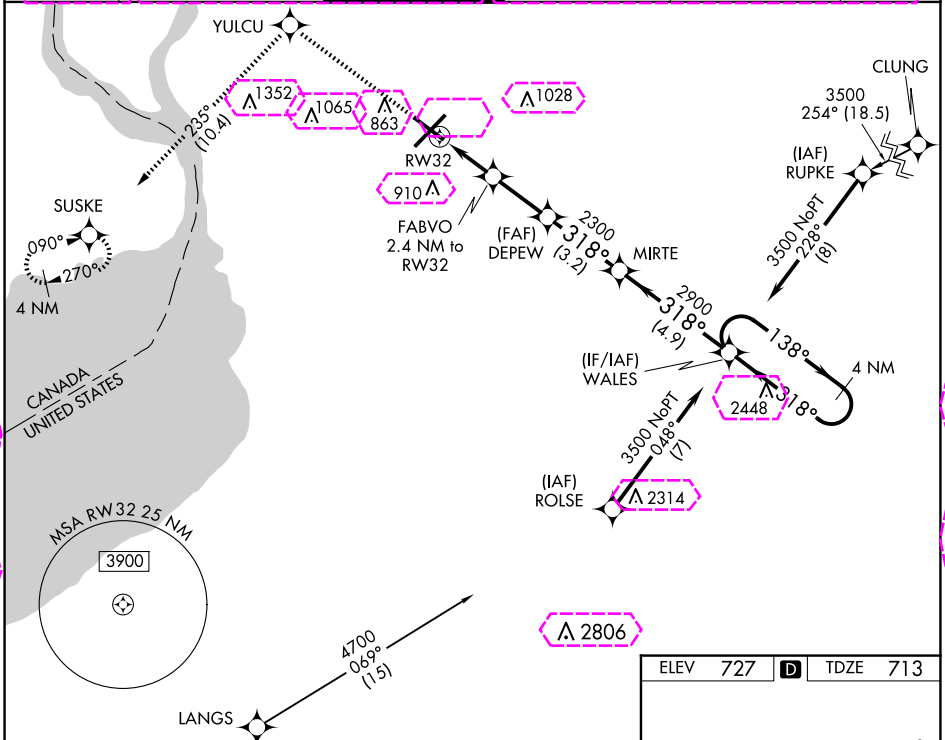 YULCU
CLUNG
1352
1065
863
1028
3500
254° (18.5)
235°
(10.4)
RW32
(IAF)
RUPKE
910
SUSKE
FABVO
2.4 NM to
RW32
(FAF)
DEPEW
2300
318°
(3.2)
MIRTE
3500 NoPT
228°
(8)
090°
270°
4 NM
2900
318°
(4.9)
138°
4 NM
(IF/IAF)
WALES
318°
2448
CANADA
UNITED STATES
3500 NoPT
048°
(7)
(IAF)
ROLSE
2314
MSA RW32 25 NM
3900
2806
4700
069°
(15)
LANGS
ELEV 727 D TDZE 713